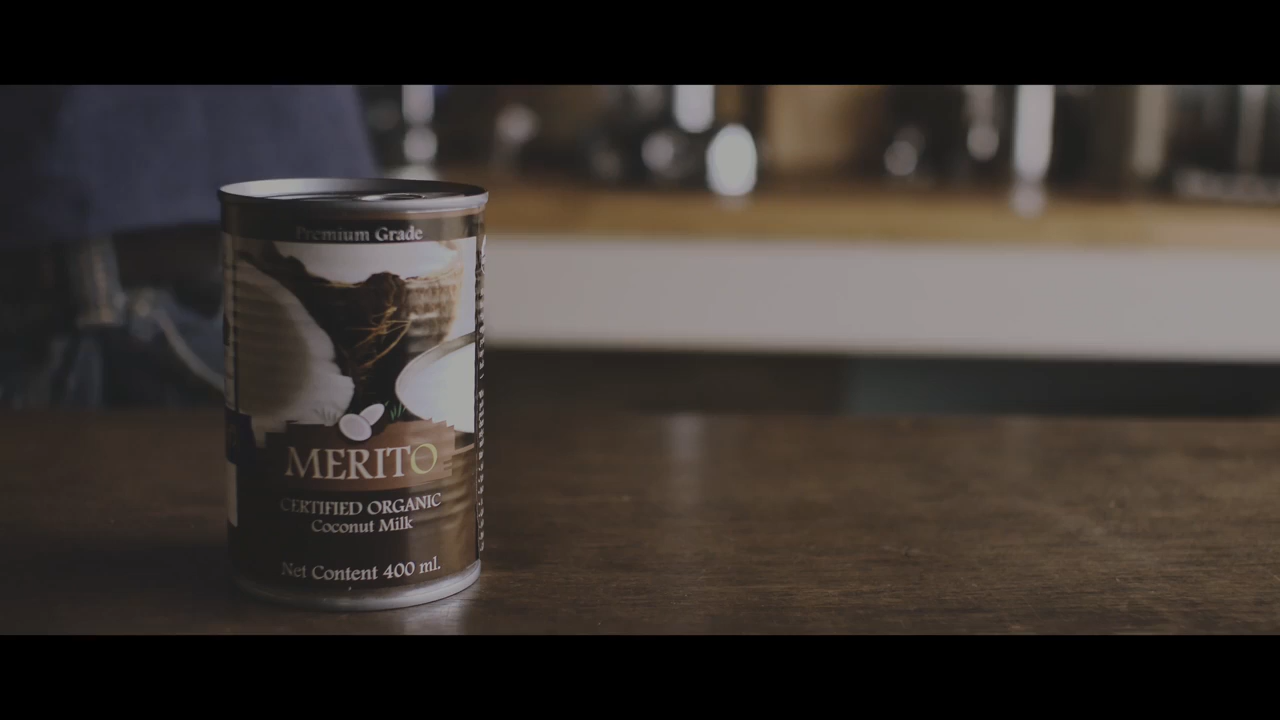 Premium Grade
MERITO
CERTIFIED ORGANIC
Coconut Milk
Net Content 400 ml.